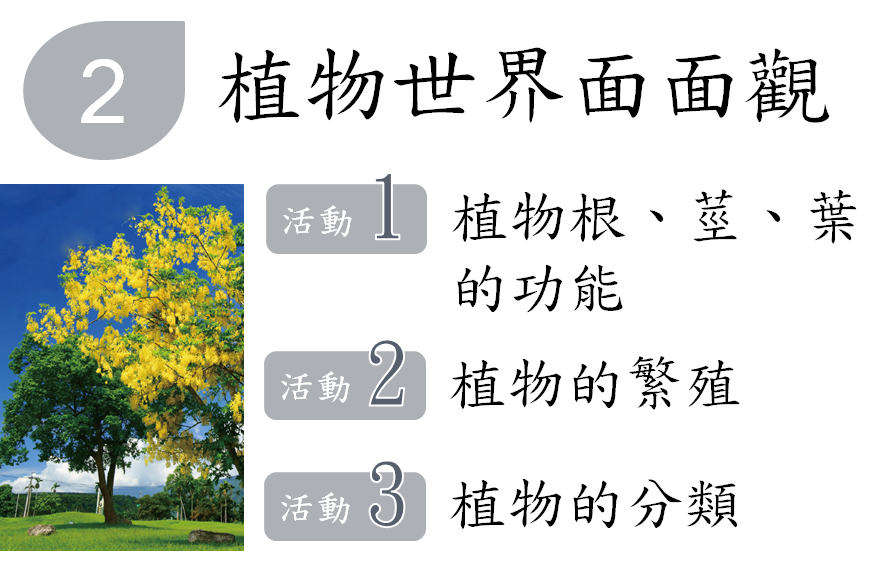 2 植物世界面面觀
活動1 植物根、莖、葉
的功能
活動2 植物的繁殖
活動3 植物的分類